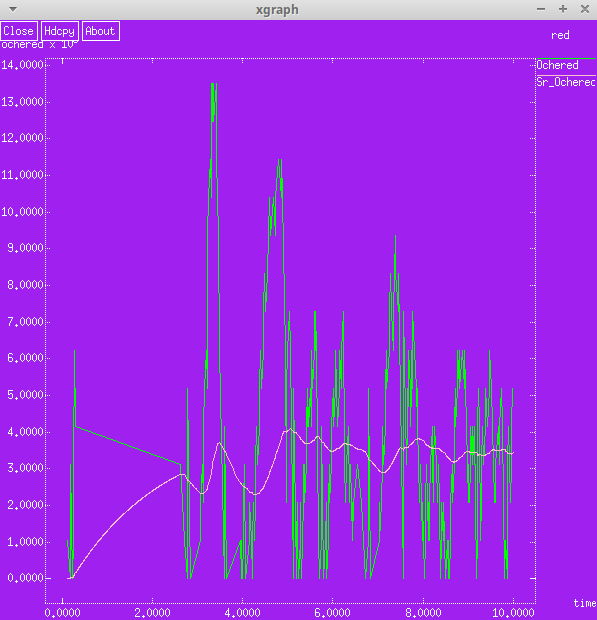 xgraph
Close Hdcpy About
ochered x 10
red
Ochered
Sr_Ochered
14.0000
13.0000
12.0000
11.0000
10.0000
9.0000
8.0000
7.0000
6.0000
5.0000
4.0000
3.0000
2.0000
1.0000
0.0000
time
0.0000 2.0000 4.0000 6.0000 8.0000 10.0000